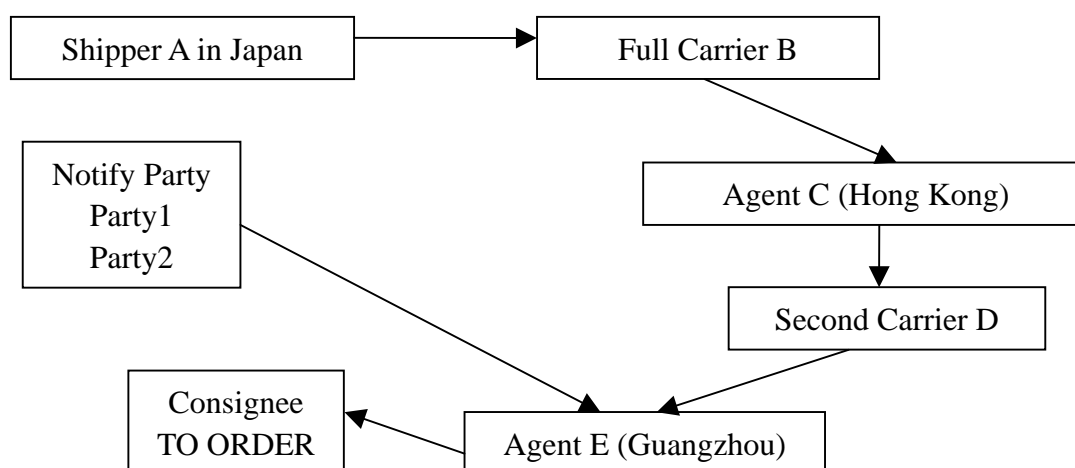 Shipper A in Japan
Full Carrier B
Notify Party
Party1
Party2
Agent C (Hong Kong)
Second Carrier D
Consignee
TO ORDER
Agent E (Guangzhou)